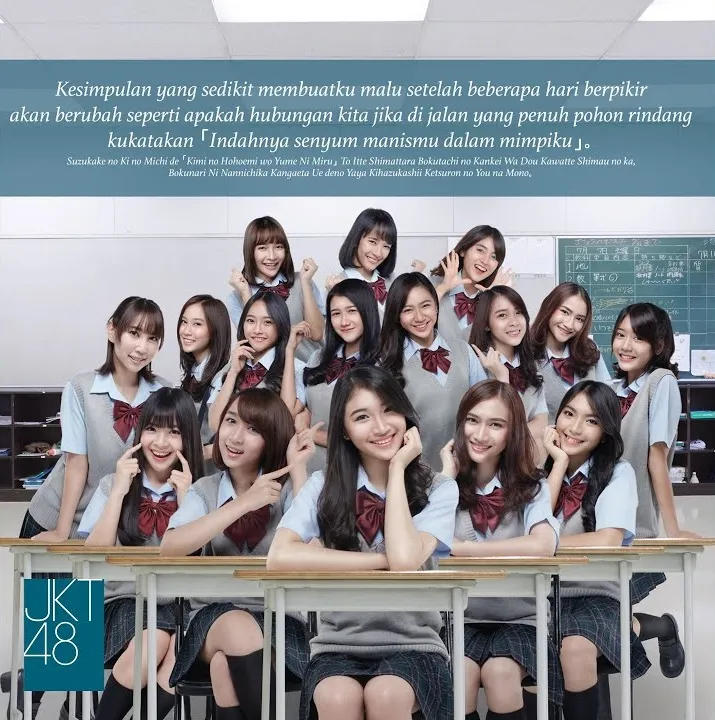 Kesimpulan yang sedikit membuatku malu setelah beberapa hari berpikir
akan berubah seperti apakah hubungan kita jika di jalan yang penuh pohon rindang
kukatakan「Indahnya senyum manismu dalam mimpiku」。
Suzukake no Ki no Michi de「Kimi no Hohoemi wo Yume Ni Miru」To Itte Shimattara Bokutachi no Kankei Wa Dou Kawatte Shimau no ka,
Bokunari Ni Nannichika Kangaeta Ue deno Yaya Kihazukashii Ketsuron no You na Mono。
JKT
48